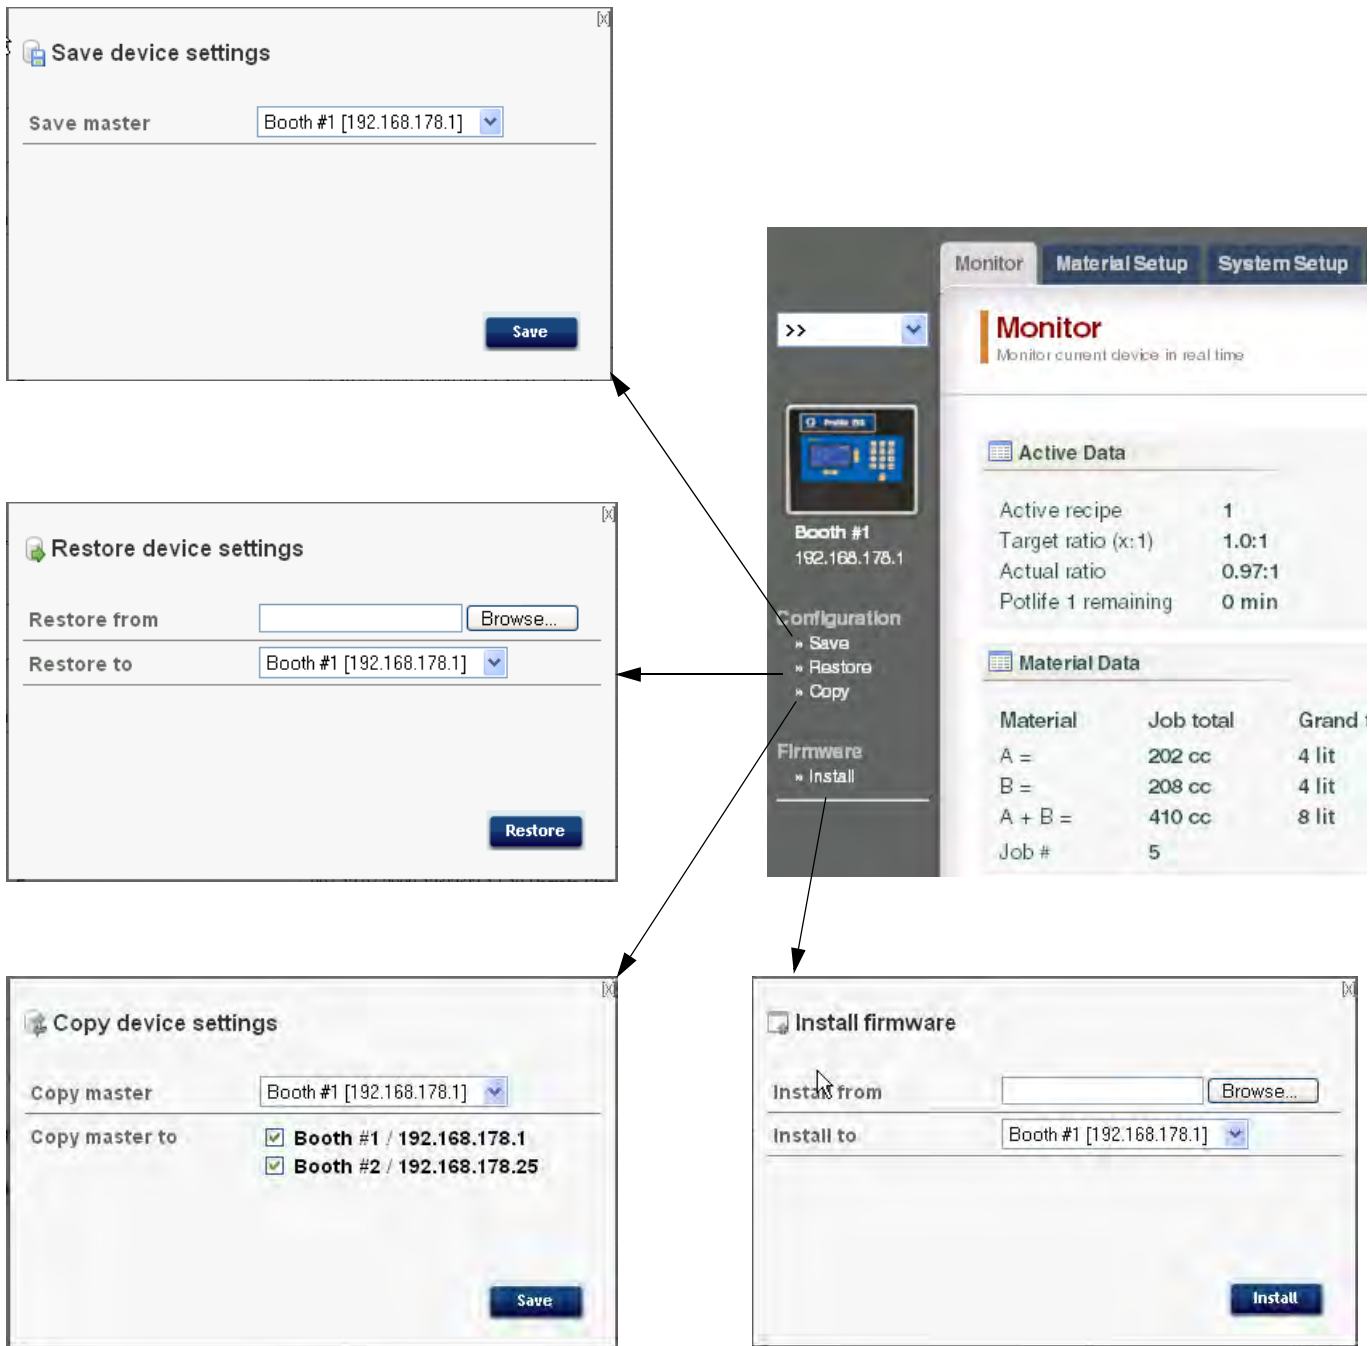 [x]
Save device settings
Save master
Booth #1 [192.168.178.1]
Save
[x]
Restore device settings
Restore from
Browse...
Restore to
Booth #1 [192.168.178.1]
Restore
[x]
Copy device settings
Copy master
Booth #1 [192.168.178.1]
Copy master to
Booth #1 / 192.168.178.1
Booth #2 / 192.168.178.25
Save
Monitor
Material Setup
System Setup
>>
Booth #1
192.168.178.1
Configuration
» Save
» Restore
» Copy
Firmware
» Install
Monitor
Monitor current device in real time
Active Data
Active recipe 1
Target ratio (x:1) 1.0:1
Actual ratio 0.97:1
Potlife 1 remaining 0 min
Material Data
Material Job total Grand
A = 202 cc 4 lit
B = 208 cc 4 lit
A + B = 410 cc 8 lit
Job # 5
[x]
Install firmware
Install from
Browse...
Install to
Booth #1 [192.168.178.1]
Install